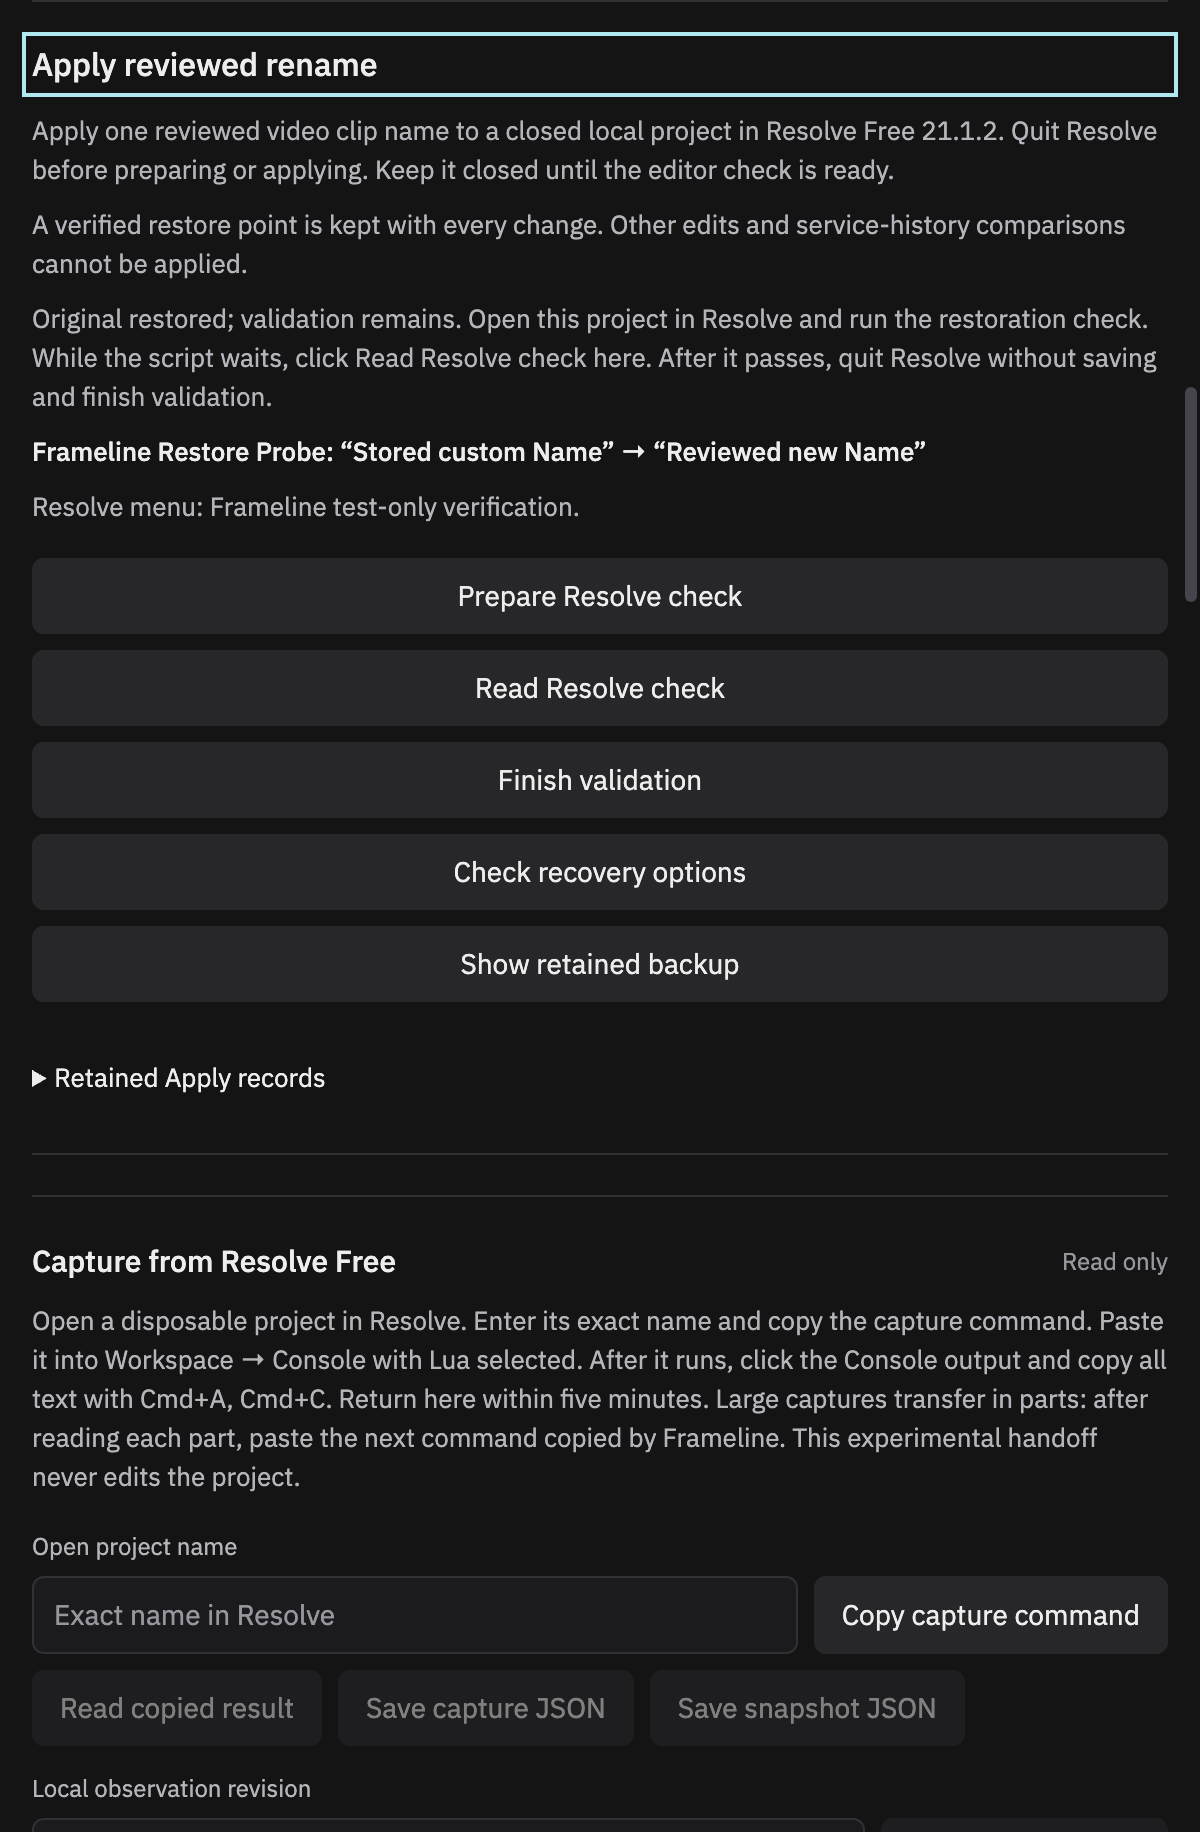 Apply reviewed rename
Apply one reviewed video clip name to a closed local project in Resolve Free 21.1.2. Quit Resolve
before preparing or applying. Keep it closed until the editor check is ready.
A verified restore point is kept with every change. Other edits and service-history comparisons
cannot be applied.
Original restored; validation remains. Open this project in Resolve and run the restoration check.
While the script waits, click Read Resolve check here. After it passes, quit Resolve without saving
and finish validation.
Frameline Restore Probe: “Stored custom Name” → “Reviewed new Name”
Resolve menu: Frameline test-only verification.
Prepare Resolve check
Read Resolve check
Finish validation
Check recovery options
Show retained backup
▶ Retained Apply records
Capture from Resolve Free
Read only
Open a disposable project in Resolve. Enter its exact name and copy the capture command. Paste
it into Workspace → Console with Lua selected. After it runs, click the Console output and copy all
text with Cmd+A, Cmd+C. Return here within five minutes. Large captures transfer in parts: after
reading each part, paste the next command copied by Frameline. This experimental handoff
never edits the project.
Open project name
Exact name in Resolve
Copy capture command
Read copied result
Save capture JSON
Save snapshot JSON
Local observation revision